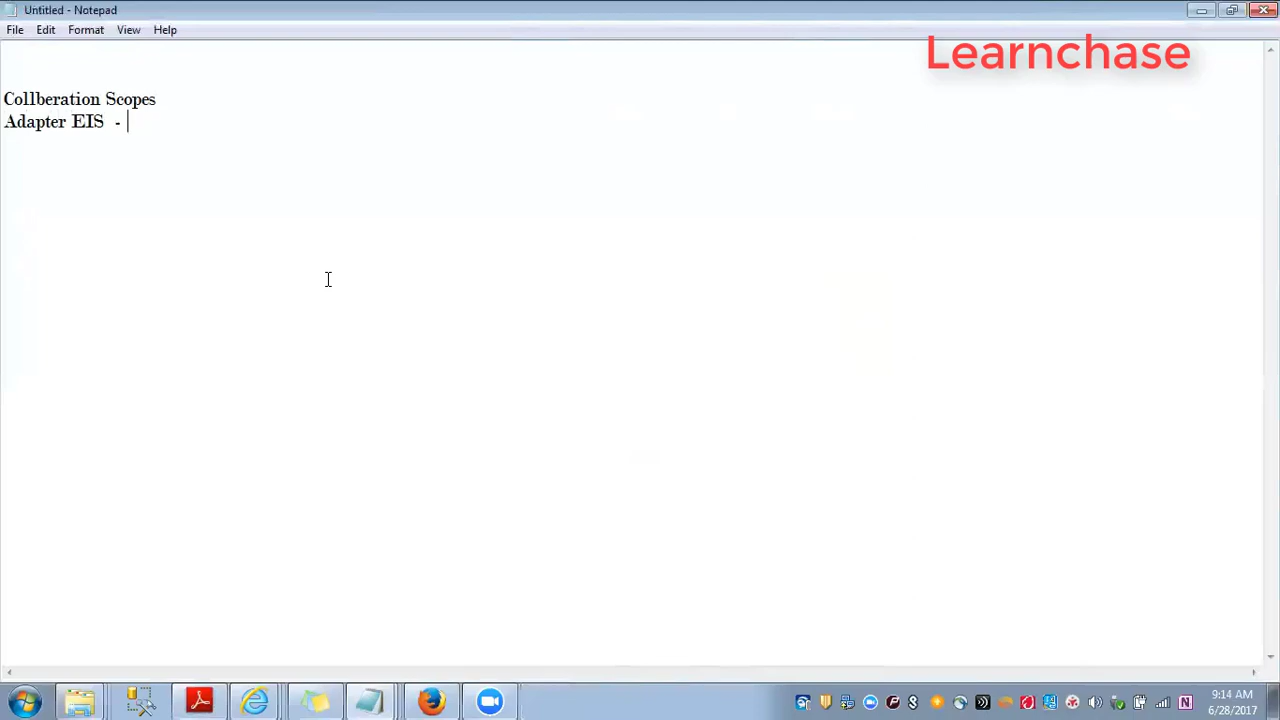 Untitled - Notepad
File Edit Format View Help
Learnchase
Collberation Scopes
Adapter EIS -
9:14 AM
6/28/2017